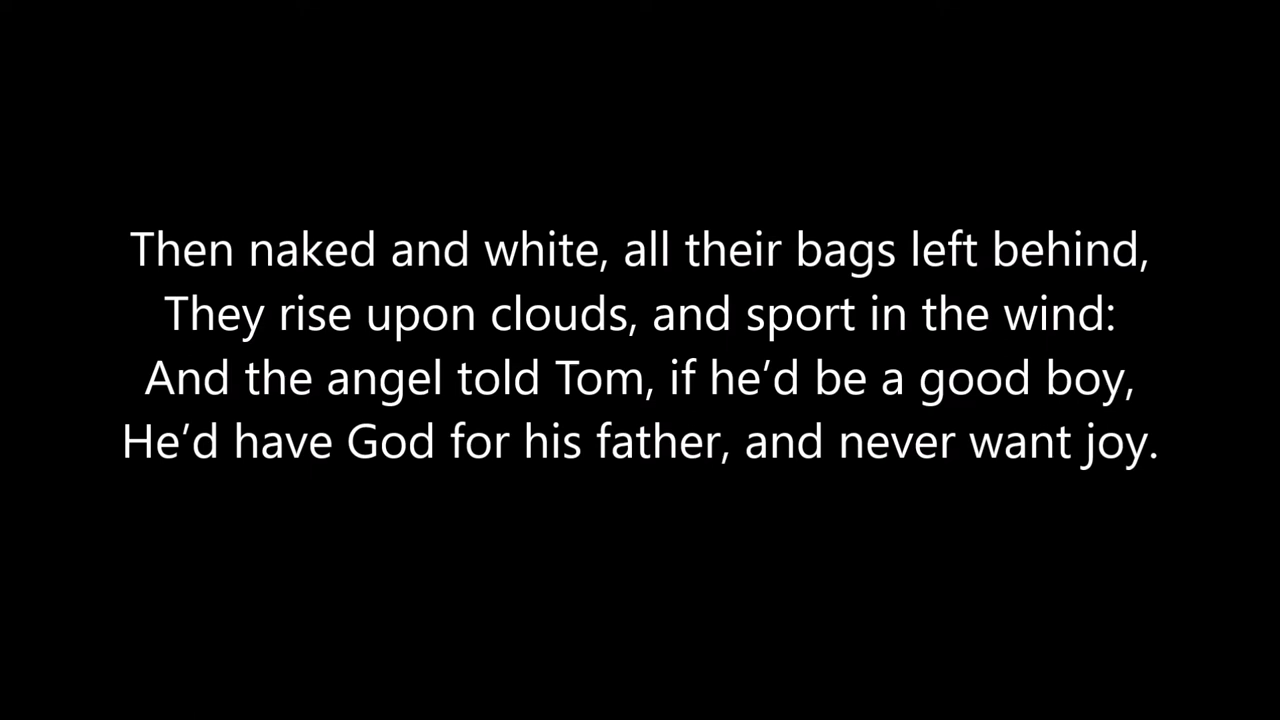 Then naked and white, all their bags left behind,
They rise upon clouds, and sport in the wind:
And the angel told Tom, if he’d be a good boy,
He’d have God for his father, and never want joy.